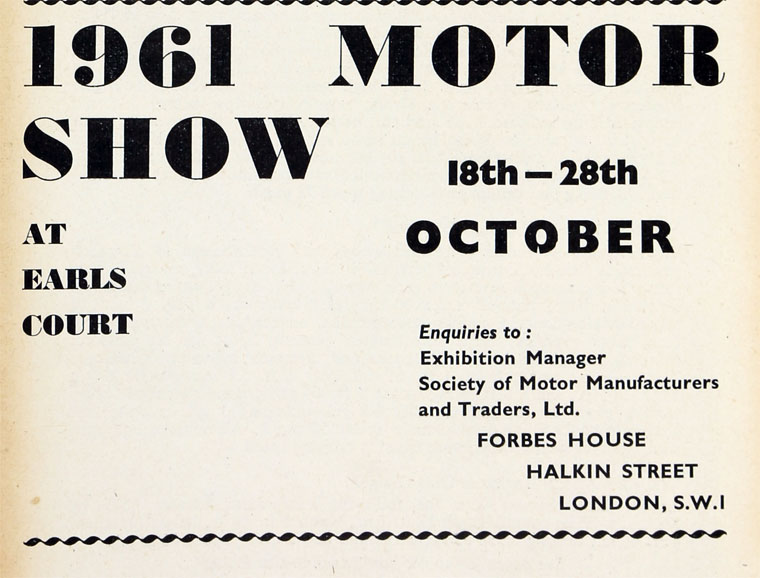 1961 MOTOR
SHOW
18th—28th
OCTOBER
AT
EARLS
COURT
Enquiries to :
Exhibition Manager
Society of Motor Manufacturers
and Traders, Ltd.
FORBES HOUSE
HALKIN STREET
LONDON, S.W.1